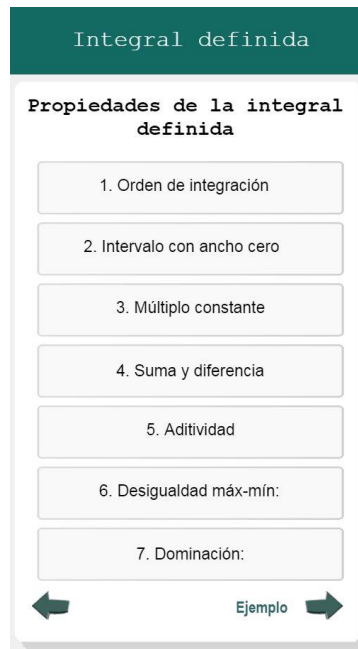 Integral definida
Propiedades de la integral
definida
1. Orden de integración
2. Intervalo con ancho cero
3. Múltiplo constante
4. Suma y diferencia
5. Aditividad
6. Desigualdad máx-mín:
7. Dominación:
Ejemplo